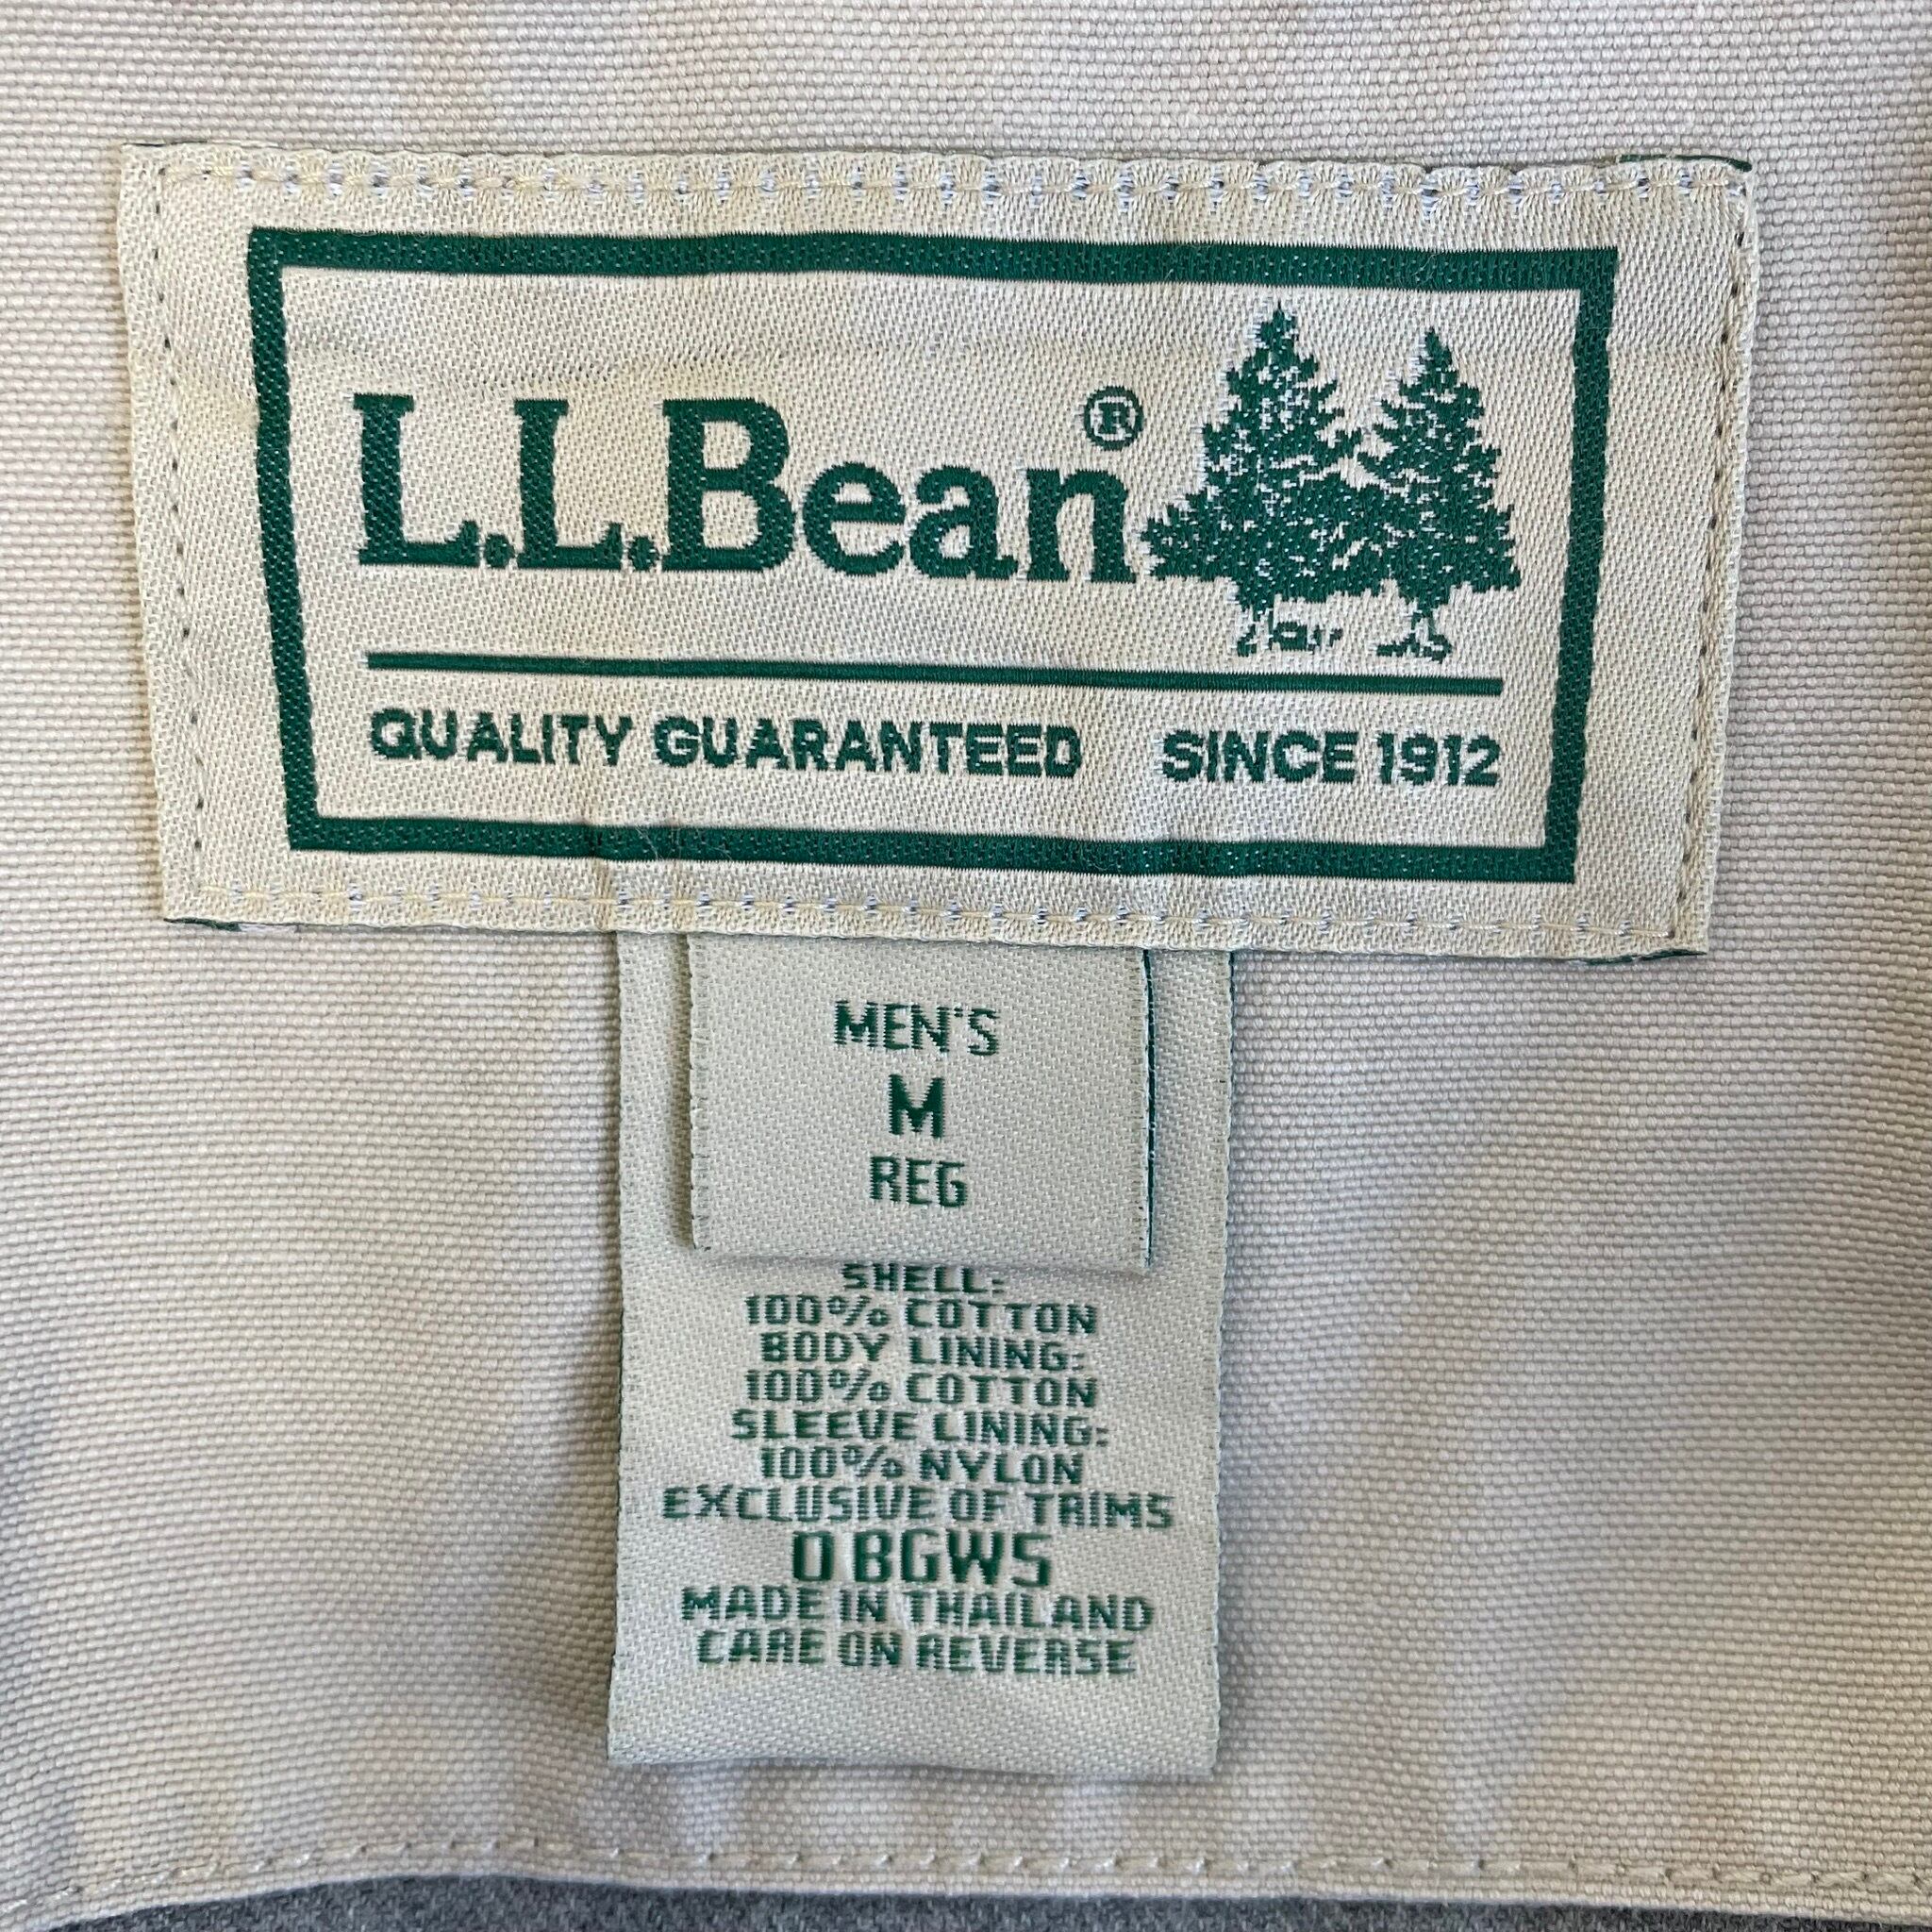 L.L.Bean®
QUALITY GUARANTEED SINCE 1912
MEN'S
M
REG
SHELL:
100% COTTON
BODY LINING:
100% COTTON
SLEEVE LINING:
100% NYLON
EXCLUSIVE OF TRIMS
0BGW5
MADE IN THAILAND
CARE ON REVERSE